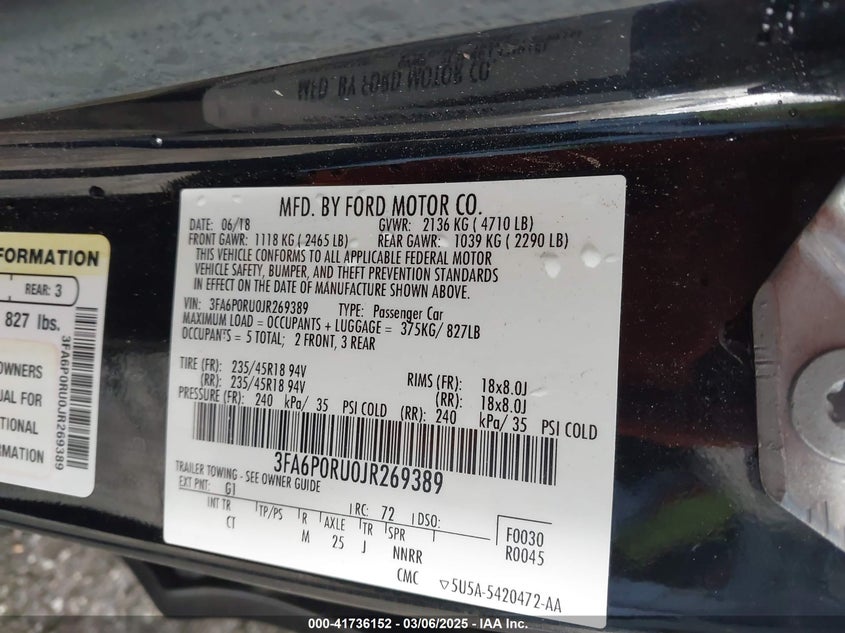 MFD. BY FORD MOTOR CO.
MFD. BY FORD MOTOR CO.
DATE: 06/18 GVWR: 2136 KG ( 4710 LB)
FRONT GAWR: 1118 KG ( 2465 LB) REAR GAWR: 1039 KG ( 2290 LB)
THIS VEHICLE CONFORMS TO ALL APPLICABLE FEDERAL MOTOR
VEHICLE SAFETY, BUMPER, AND THEFT PREVENTION STANDARDS
IN EFFECT ON THE DATE OF MANUFACTURE SHOWN ABOVE.
VIN: 3FA6P0RU0JR269389 TYPE: Passenger Car
MAXIMUM LOAD = OCCUPANTS + LUGGAGE = 375KG/ 827LB
OCCUPANTS = 5 TOTAL; 2 FRONT, 3 REAR
TIRE (FR): 235/45R18 94V RIMS (FR): 18x8.0J
(RR): 235/45R18 94V (RR): 18x8.0J
PRESSURE (FR): 240 kPa/ 35 PSI COLD (RR): 240 kPa/ 35 PSI COLD
3FA6P0RU0JR269389
TRAILER TOWING - SEE OWNER GUIDE
EXT PNT: G1 RC: 72 DSO: F0030
INT TR TP/PS R AXLE TR SPR R0045
CT M 25 J NNRR
CMC ▽5U5A-5420472-AA
FORMATION
REAR: 3
827 lbs.
OWNERS
UAL FOR
TIONAL
RMATION
3FA6P0RU0JR269389
000-41736152 - 03/06/2025 - IAA Inc.